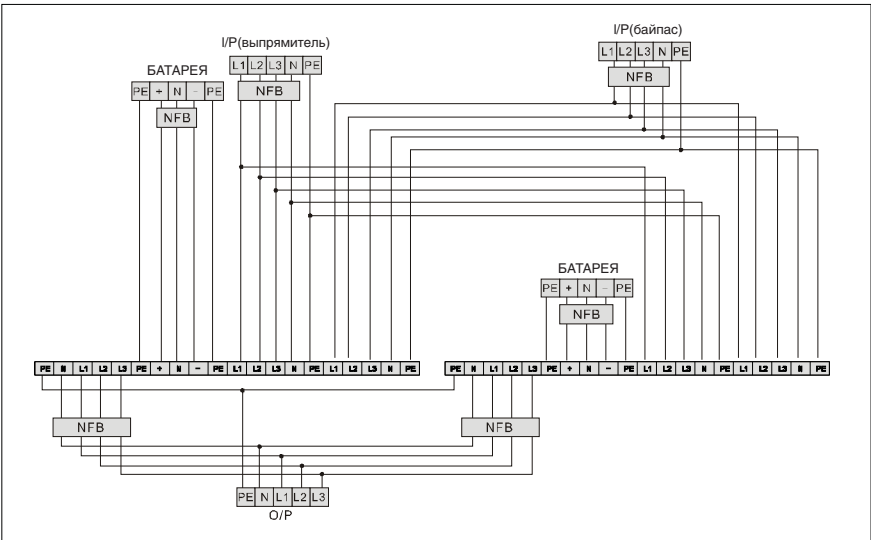 I/P(байпас)
L1 L2 L3 N PE
NFB
I/P(выпрямитель)
L1 L2 L3 N PE
NFB
БАТАРЕЯ
PE + N − PE
NFB
БАТАРЕЯ
PE + N − PE
NFB
PE N L1 L2 L3 PE + N − PE L1 L2 L3 N PE L1 L2 L3 N PE
PE N L1 L2 L3 PE + N − PE L1 L2 L3 N PE L1 L2 L3 N PE
NFB
NFB
PE N L1 L2 L3
O/P